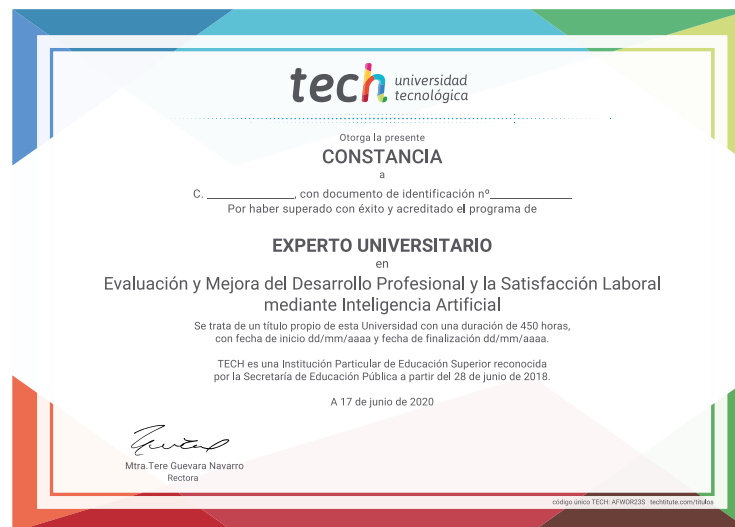 tech universidad
tecnológica
Otorga la presente
CONSTANCIA
a
C. ______________, con documento de identificación nº______________
Por haber superado con éxito y acreditado el programa de
EXPERTO UNIVERSITARIO
en
Evaluación y Mejora del Desarrollo Profesional y la Satisfacción Laboral
mediante Inteligencia Artificial
Se trata de un título propio de esta Universidad con una duración de 450 horas,
con fecha de inicio dd/mm/aaaa y fecha de finalización dd/mm/aaaa.
TECH es una Institución Particular de Educación Superior reconocida
por la Secretaría de Educación Pública a partir del 28 de junio de 2018.
A 17 de junio de 2020
Mtra.Tere Guevara Navarro
Rectora
código único TECH: AFWOR23S techtitute.com/titulos